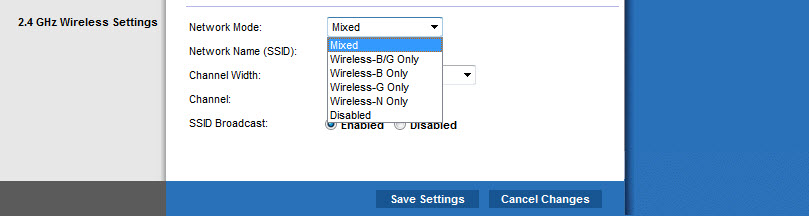 2.4 GHz Wireless Settings
Network Mode: Mixed
Mixed
Network Name (SSID):
Wireless-B/G Only
Wireless-B Only
Channel Width:
Wireless-G Only
Channel:
Wireless-N Only
Disabled
SSID Broadcast: Enabled Disabled
Save Settings Cancel Changes